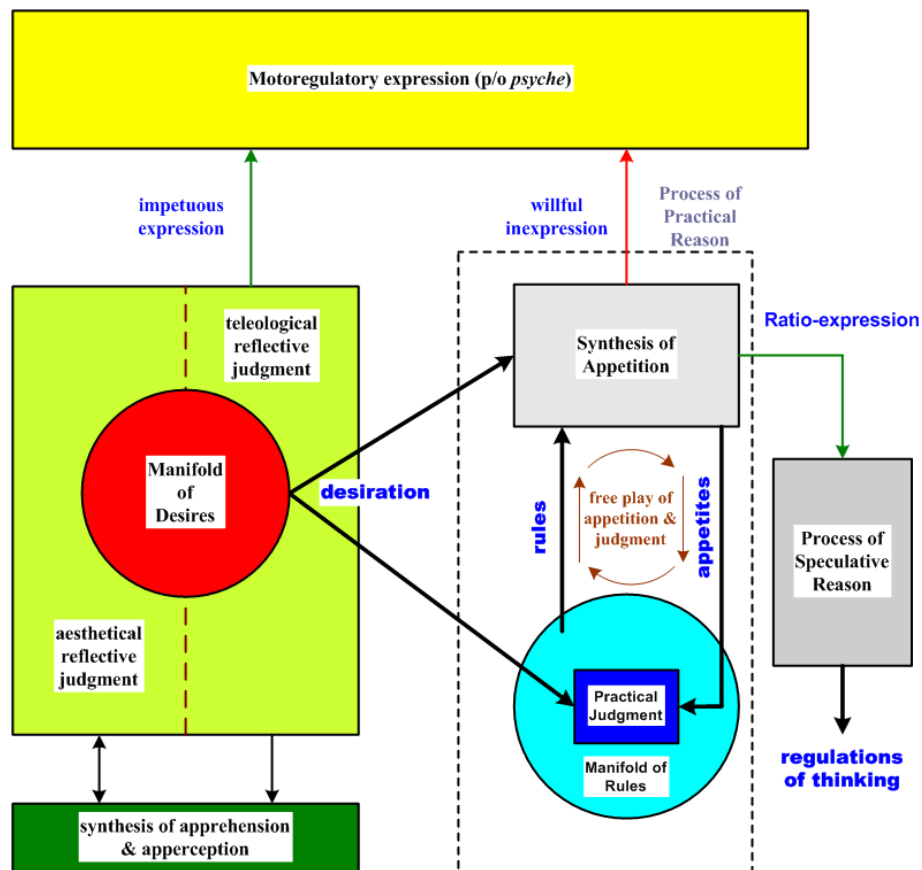 Motoregulatory expression (p/o psyche)
impetuous
expression
willful
inexpression
Process of
Practical
Reason
teleological
reflective
judgment
Synthesis of
Appetition
Ratio-expression
Manifold
of
Desires
desiration
rules
free play of
appetition &
judgment
appetites
Process of
Speculative
Reason
aesthetical
reflective
judgment
Practical
Judgment
Manifold of
Rules
regulations
of thinking
synthesis of apprehension
& apperception